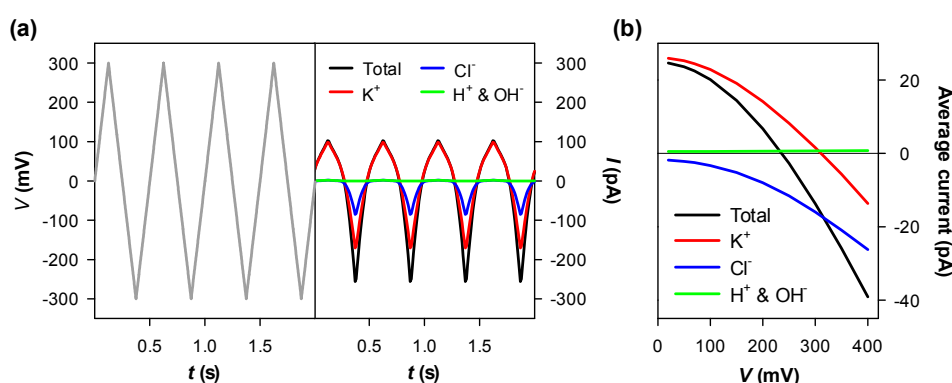 (a)
V (mV)
300
200
100
0
-100
-200
-300
0.5
1.0
1.5
t (s)
Total
K⁺
Cl⁻
H⁺ & OH⁻
300
200
100
0
-100
-200
-300
I (pA)
0.5
1.0
1.5
t (s)
(b)
Total
K⁺
Cl⁻
H⁺ & OH⁻
20
0
-20
-40
Average current (pA)
0
100
200
300
400
V (mV)